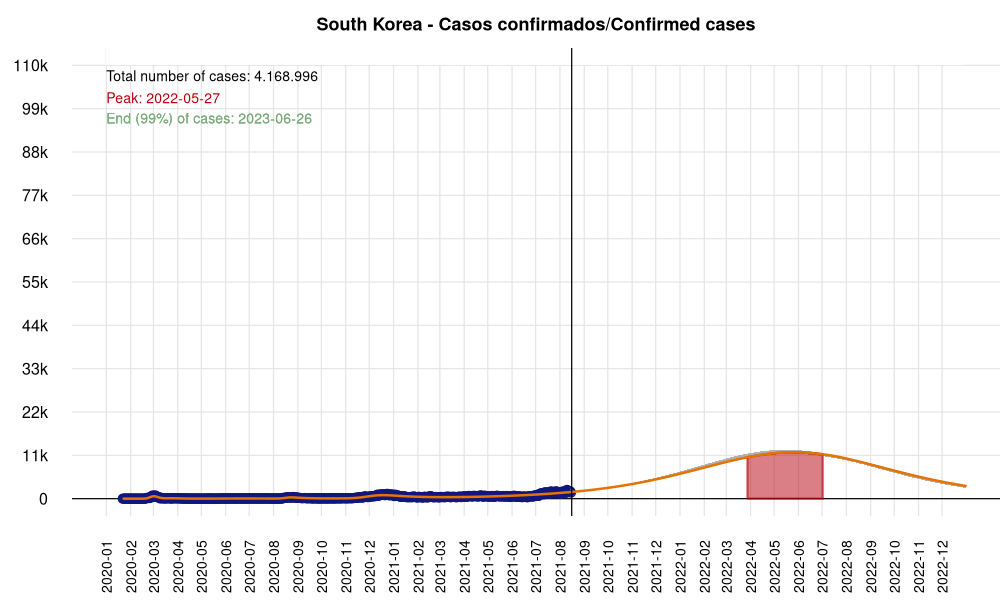 South Korea - Casos confirmados/Confirmed cases
Total number of cases: 4.168.996
Peak: 2022-05-27
End (99%) of cases: 2023-06-26
110k
99k
88k
77k
66k
55k
44k
33k
22k
11k
0
2020-01
2020-02
2020-03
2020-04
2020-05
2020-06
2020-07
2020-08
2020-09
2020-10
2020-11
2020-12
2021-01
2021-02
2021-03
2021-04
2021-05
2021-06
2021-07
2021-08
2021-09
2021-10
2021-11
2021-12
2022-01
2022-02
2022-03
2022-04
2022-05
2022-06
2022-07
2022-08
2022-09
2022-10
2022-11
2022-12